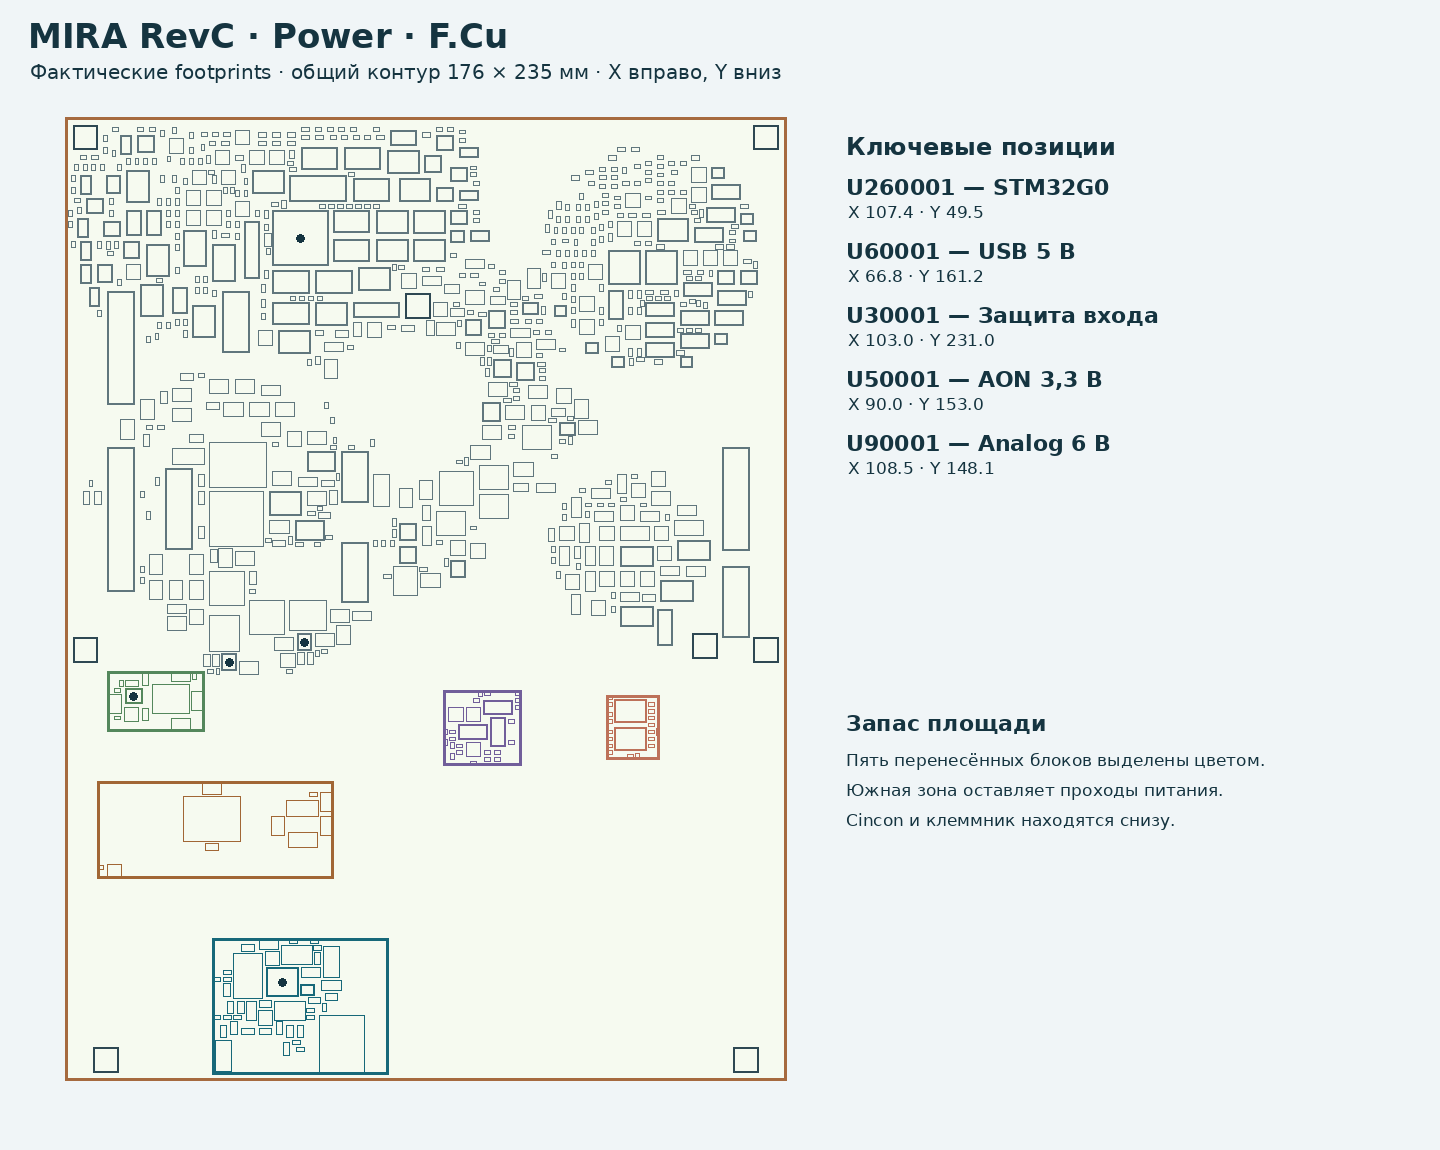 MIRA RevC · Power · F.Cu
Фактические footprints · общий контур 176 × 235 мм · X вправо, Y вниз
Ключевые позиции
U260001 — STM32G0
X 107.4 · Y 49.5
U60001 — USB 5 В
X 66.8 · Y 161.2
U30001 — Защита входа
X 103.0 · Y 231.0
U50001 — AON 3,3 В
X 90.0 · Y 153.0
U90001 — Analog 6 В
X 108.5 · Y 148.1
Запас площади
Пять перенесённых блоков выделены цветом.
Южная зона оставляет проходы питания.
Cincon и клеммник находятся снизу.